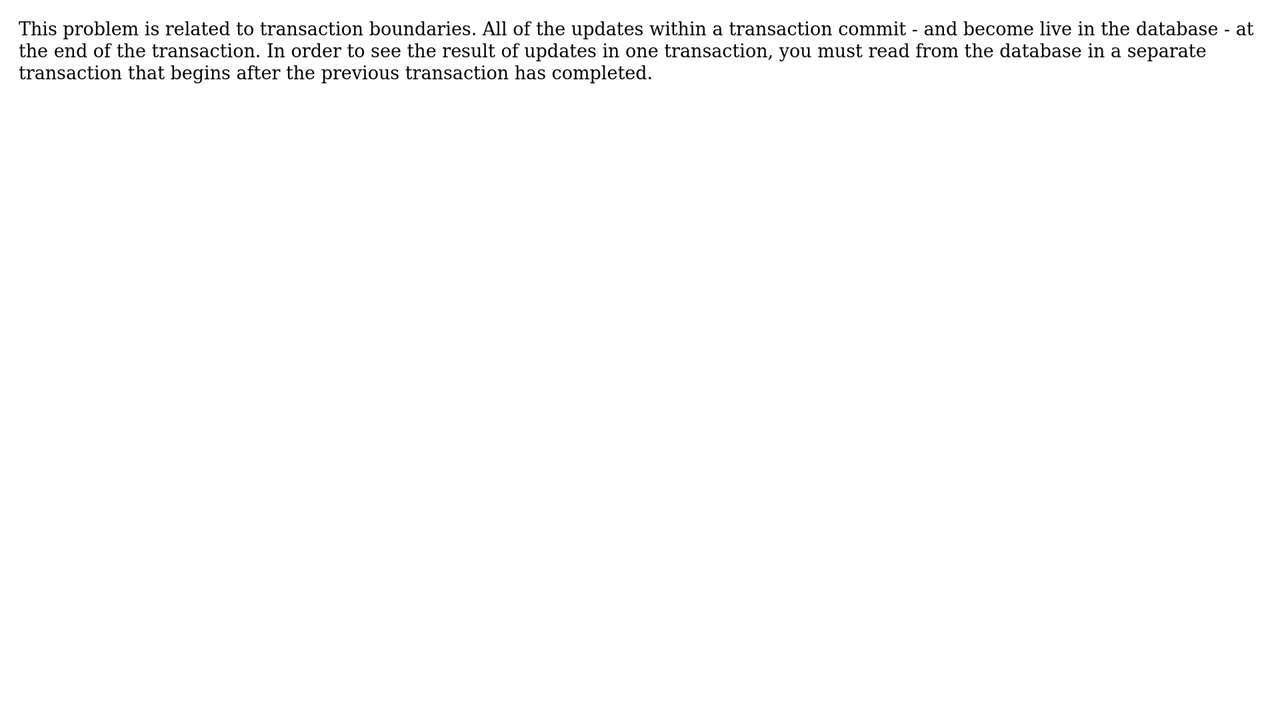 This problem is related to transaction boundaries. All of the updates within a transaction commit - and become live in the database - at
the end of the transaction. In order to see the result of updates in one transaction, you must read from the database in a separate
transaction that begins after the previous transaction has completed.